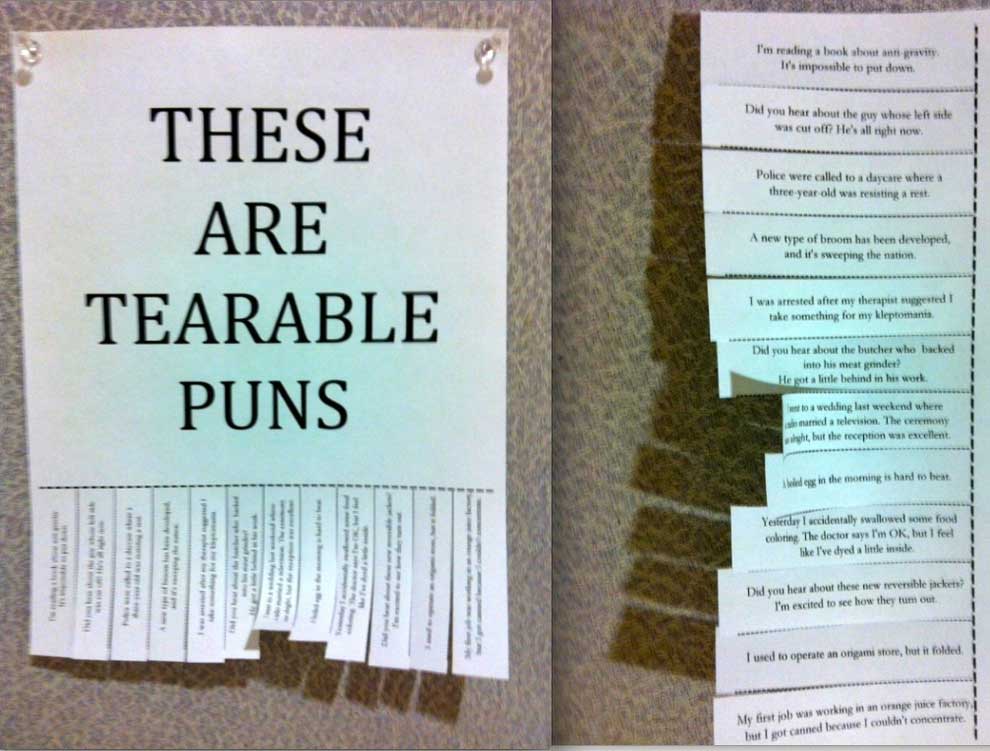 THESE
ARE
TEARABLE
PUNS
I'm reading a book about anti-gravity.
It's impossible to put down.
Did you hear about the guy whose left side
was cut off? He's all right now.
Police were called to a daycare where a
three-year-old was resisting a rest.
A new type of broom has been developed,
and it's sweeping the nation.
I was arrested after my therapist suggested I
take something for my kleptomania.
Did you hear about the butcher who backed
into his meat grinder?
He got a little behind in his work.
went to a wedding last weekend where
married a television. The ceremony
alright, but the reception was excellent.
boiled egg in the morning is hard to beat.
Yesterday I accidentally swallowed some food
coloring. The doctor says I'm OK, but I feel
like I've dyed a little inside.
Did you hear about these new reversible jackets?
I'm excited to see how they turn out.
I used to operate an origami store, but it folded.
My first job was working in an orange juice factory,
but I got canned because I couldn't concentrate.